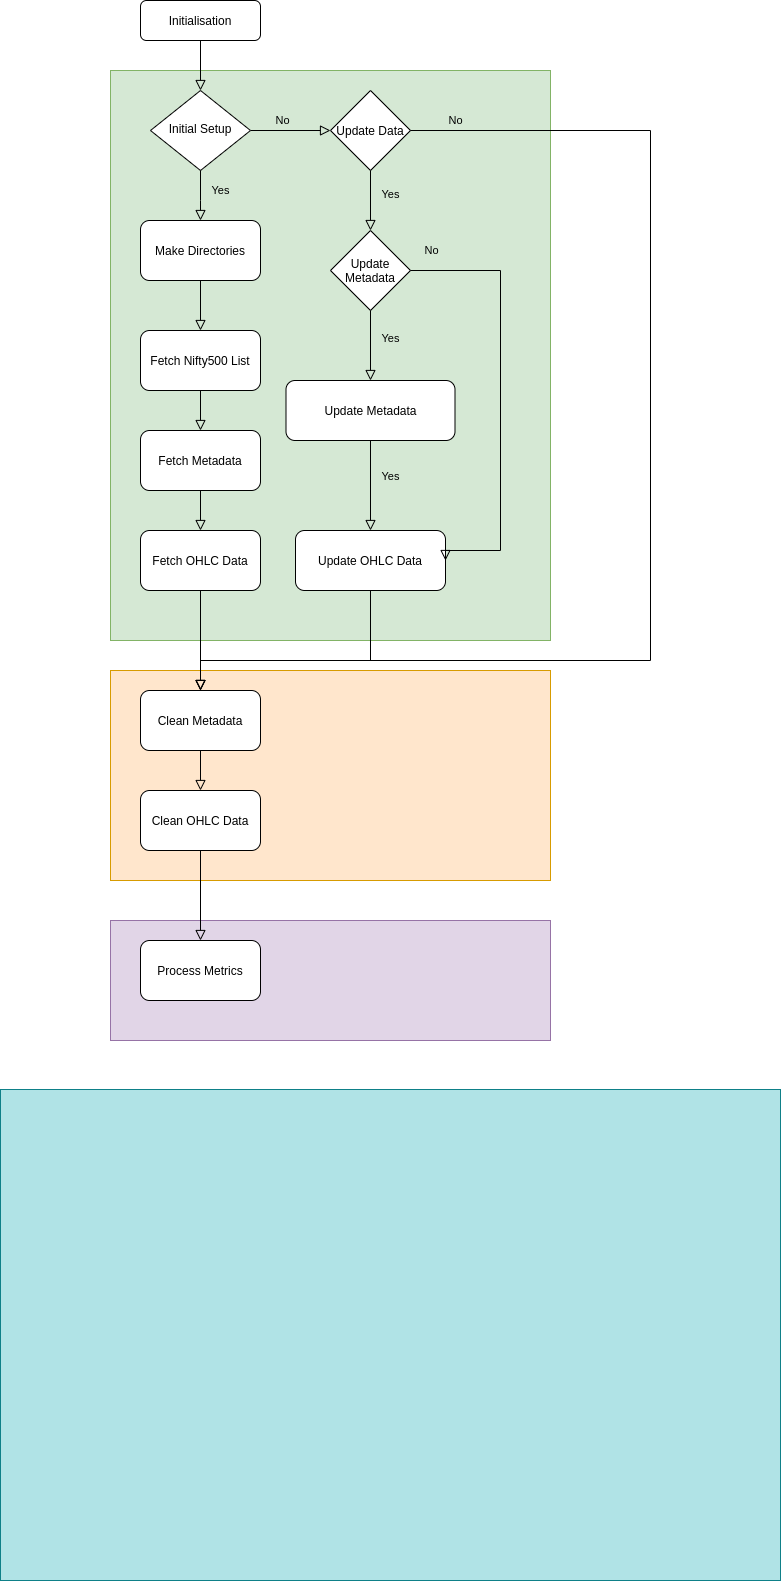 Initialisation
Initial Setup
No
Update Data
No
Yes
Yes
Make Directories
Update
Metadata
No
Fetch Nifty500 List
Yes
Update Metadata
Fetch Metadata
Yes
Fetch OHLC Data
Update OHLC Data
Clean Metadata
Clean OHLC Data
Process Metrics